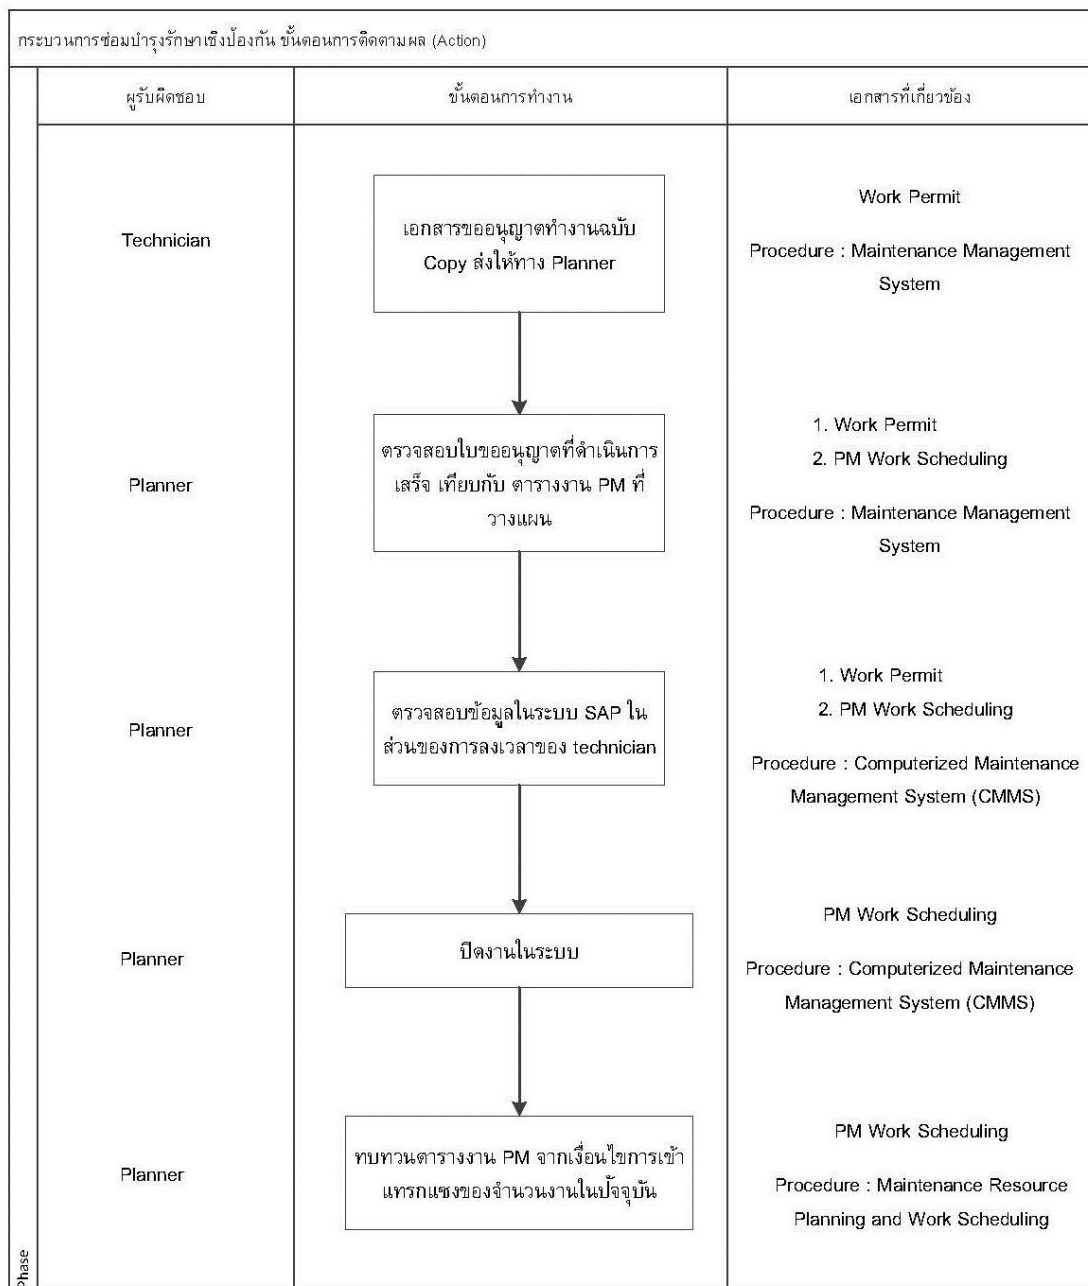 กระบวนการซ่อมบำรุงรักษาเชิงป้องกัน ขั้นตอนการติดตามผล (Action)
ผู้รับผิดชอบ
ขั้นตอนการทำงาน
เอกสารที่เกี่ยวข้อง
Technician
เอกสารขออนุญาตทำงานฉบับ
Copy ส่งให้ทาง Planner
Work Permit
Procedure : Maintenance Management
System
Planner
ตรวจสอบใบขออนุญาตที่ดำเนินการ
เสร็จ เทียบกับ ตารางงาน PM ที่
วางแผน
1. Work Permit
2. PM Work Scheduling
Procedure : Maintenance Management
System
Planner
ตรวจสอบข้อมูลในระบบ SAP ใน
ส่วนของการลงเวลาของ technician
1. Work Permit
2. PM Work Scheduling
Procedure : Computerized Maintenance
Management System (CMMS)
Planner
ปิดงานในระบบ
PM Work Scheduling
Procedure : Computerized Maintenance
Management System (CMMS)
Planner
ทบทวนตารางงาน PM จากเงื่อนไขการเข้า
แทรกแซงของจำนวนงานในปัจจุบัน
PM Work Scheduling
Procedure : Maintenance Resource
Planning and Work Scheduling
Phase